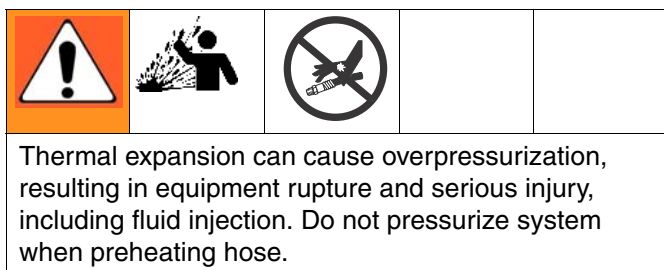 Thermal expansion can cause overpressurization,
resulting in equipment rupture and serious injury,
including fluid injection. Do not pressurize system
when preheating hose.